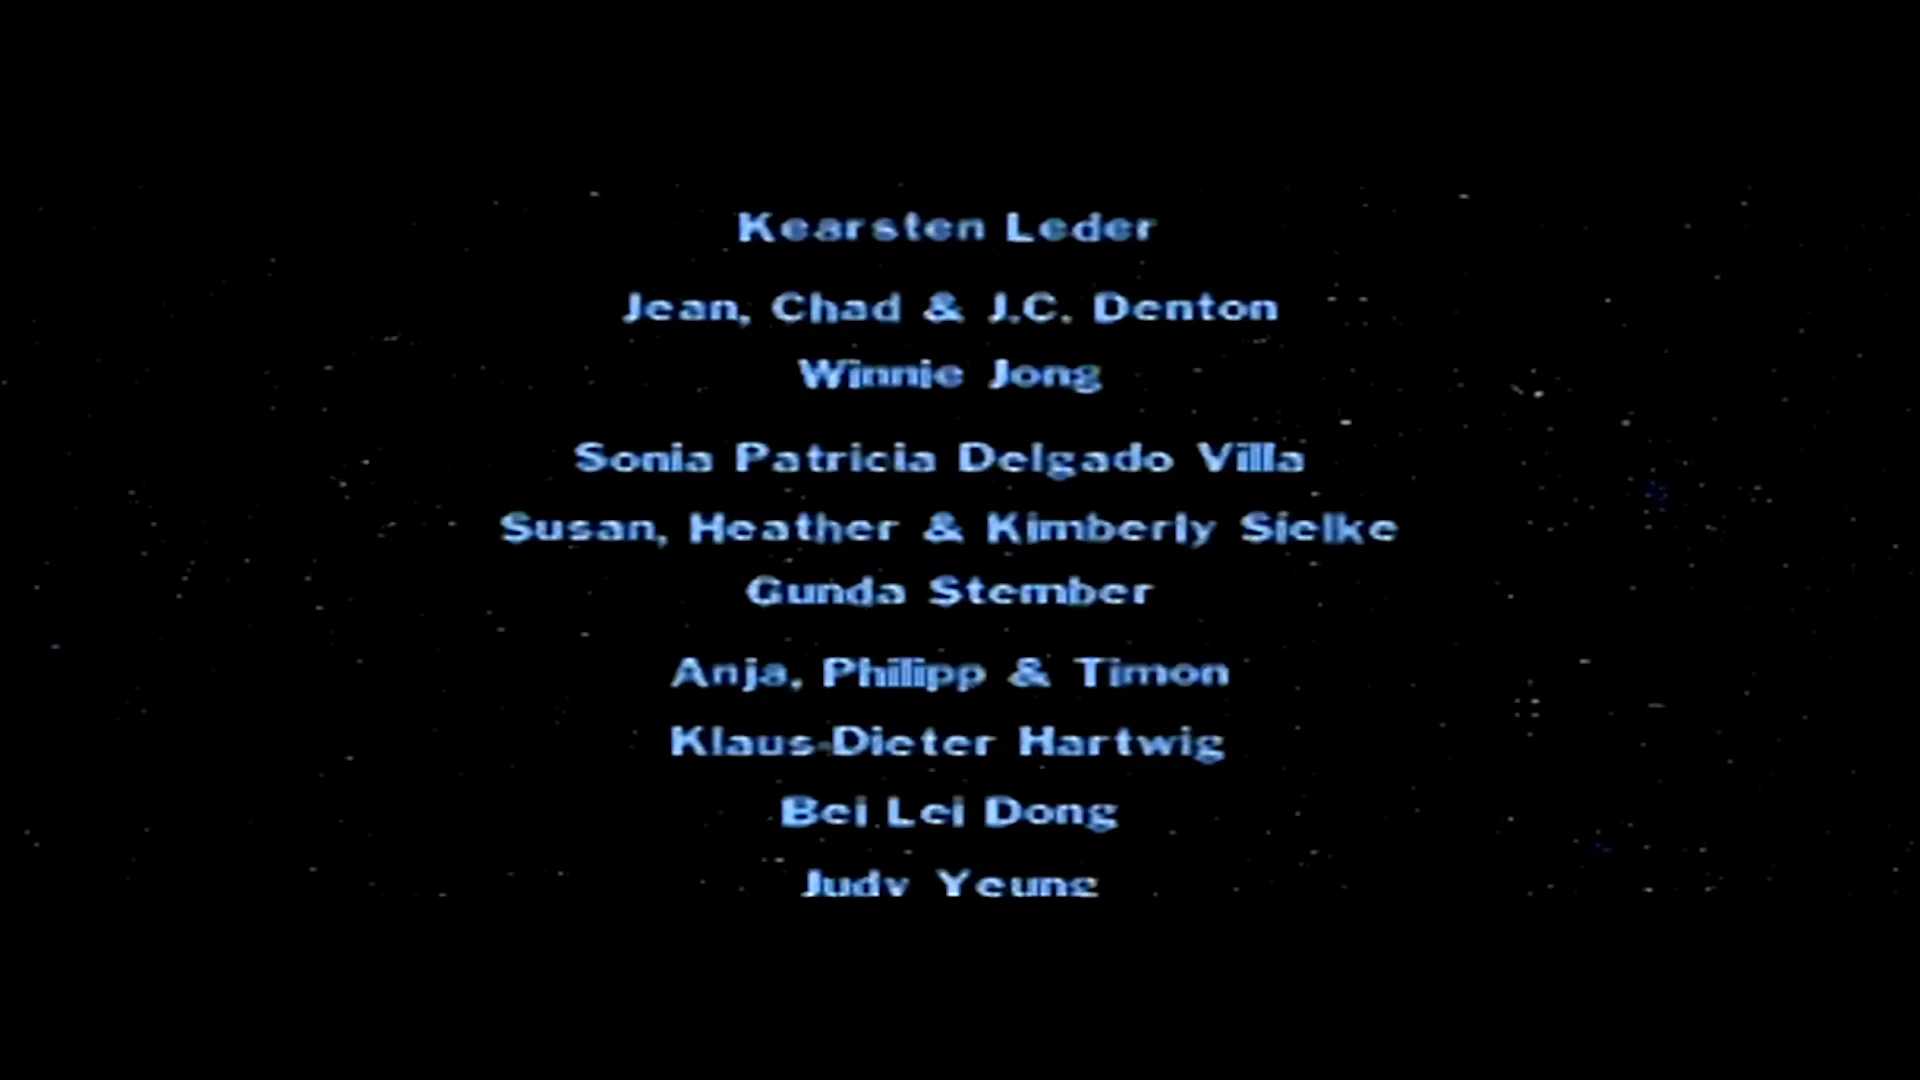 Kearsten Leder
Jean, Chad & J.C. Denton
Winnie Jong
Sonia Patricia Delgado Villa
Susan, Heather & Kimberly Sielke
Gunda Stember
Anja, Philipp & Timon
Klaus-Dieter Hartwig
Bei Lei Dong
Judy Yeung